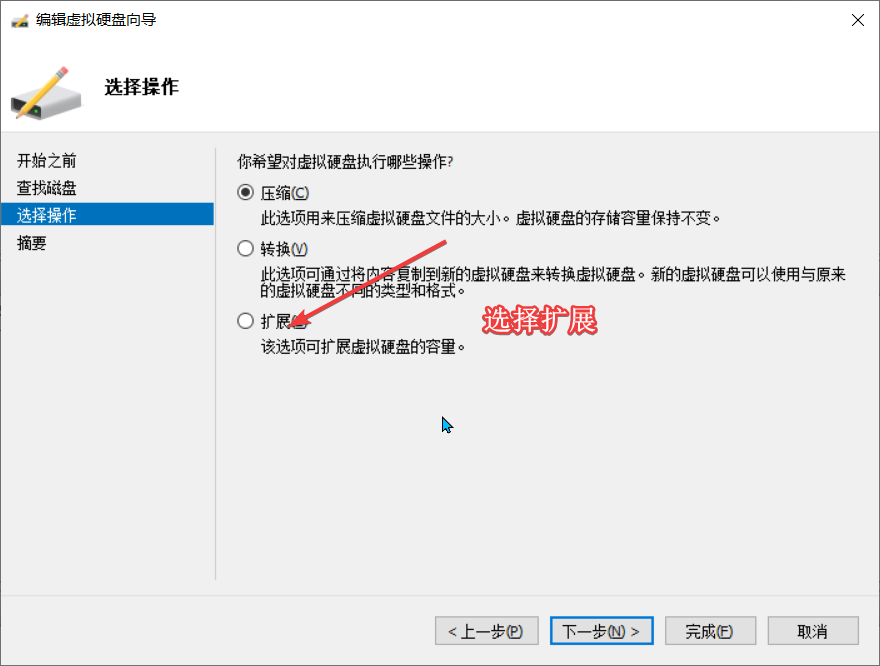 编辑虚拟硬盘向导
选择操作
开始之前
查找磁盘
选择操作
摘要
你希望对虚拟硬盘执行哪些操作?
压缩(C)
此选项用来压缩虚拟硬盘文件的大小。虚拟硬盘的存储容量保持不变。
转换(V)
此选项可通过将内容复制到新的虚拟硬盘来转换虚拟硬盘。新的虚拟硬盘可以使用与原来
的虚拟硬盘不同的类型和格式。
扩展
选择扩展
该选项可扩展虚拟硬盘的容量。
< 上一步(P)
下一步(N) >
完成(F)
取消